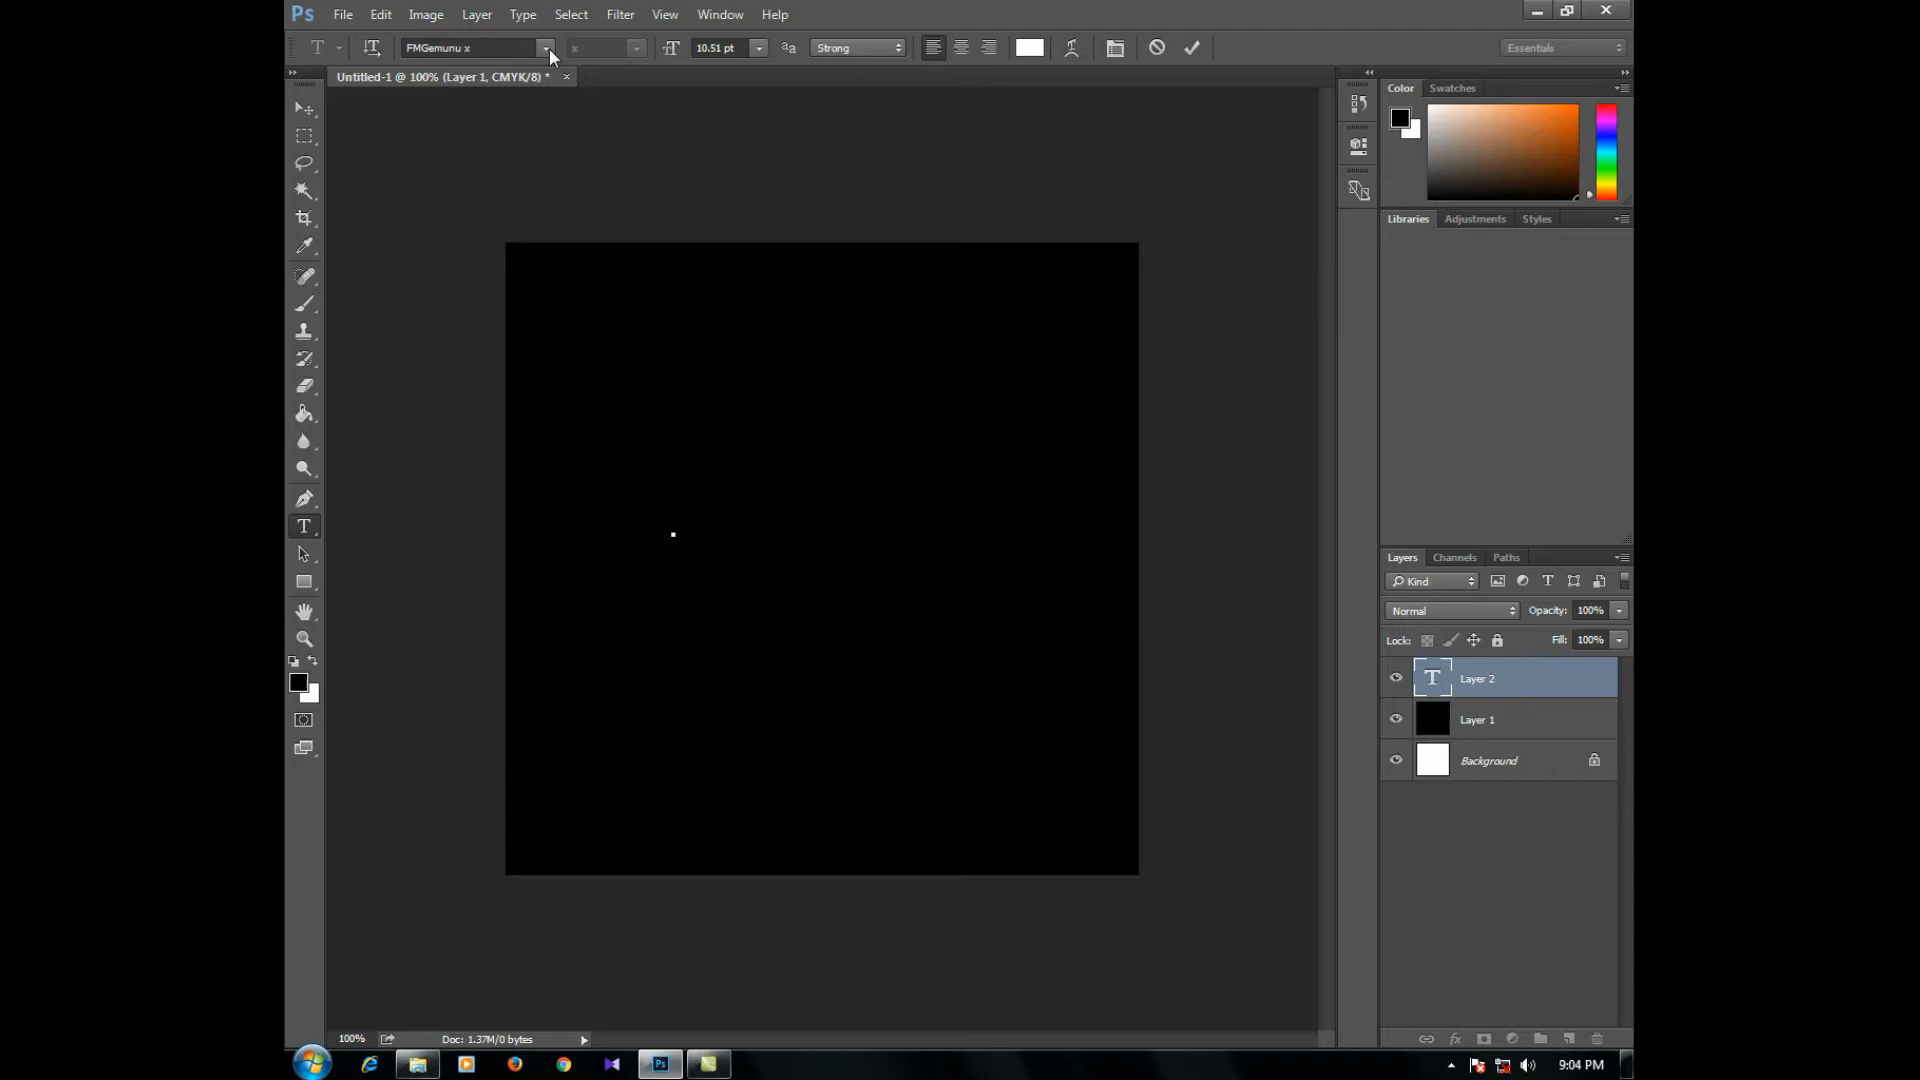 Ps File Edit Image Layer Type Select Filter View Window Help
T FMGemunu x x 10.51 pt aa Strong Essentials
Untitled-1 @ 100% (Layer 1, CMYK/8) * ×
Color Swatches
Libraries Adjustments Styles
Layers Channels Paths
Kind
Normal Opacity: 100%
Lock: Fill: 100%
T Layer 2
Layer 1
Background
100% Doc: 1.37M/0 bytes
Ps 9:04 PM